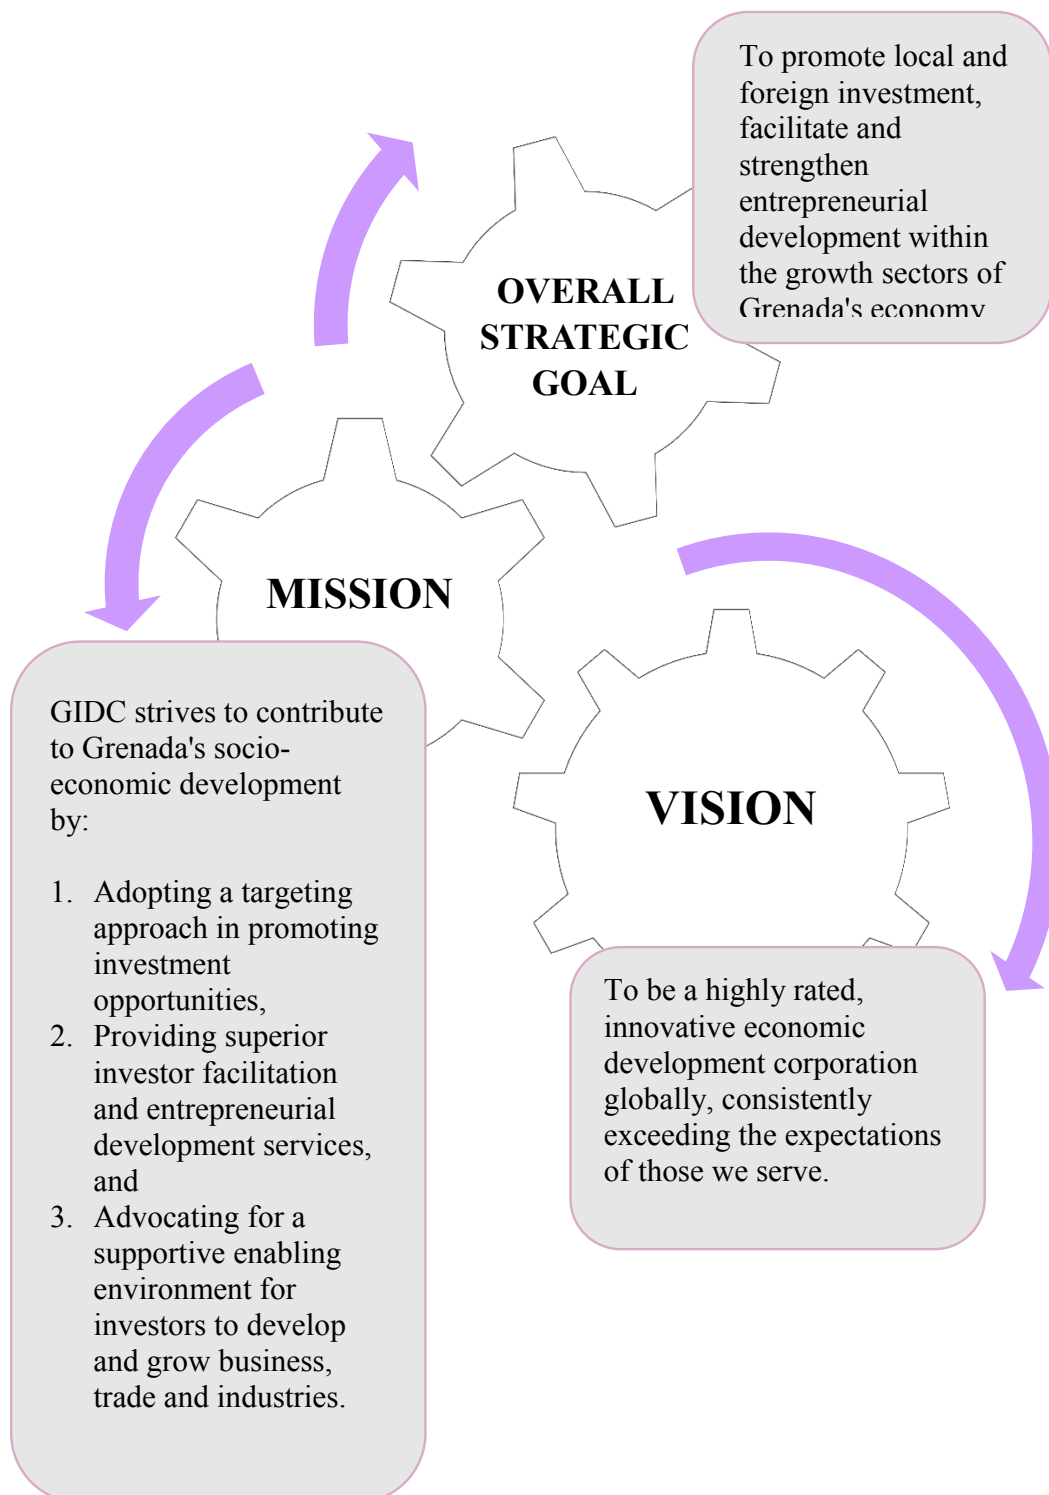 To promote local and
foreign investment,
facilitate and
strengthen
entrepreneurial
development within
the growth sectors of
Grenada's economy
OVERALL
STRATEGIC
GOAL
MISSION
GIDC strives to contribute
to Grenada's socio-
economic development
by:
1. Adopting a targeting
approach in promoting
investment
opportunities,
2. Providing superior
investor facilitation
and entrepreneurial
development services,
and
3. Advocating for a
supportive enabling
environment for
investors to develop
and grow business,
trade and industries.
VISION
To be a highly rated,
innovative economic
development corporation
globally, consistently
exceeding the expectations
of those we serve.